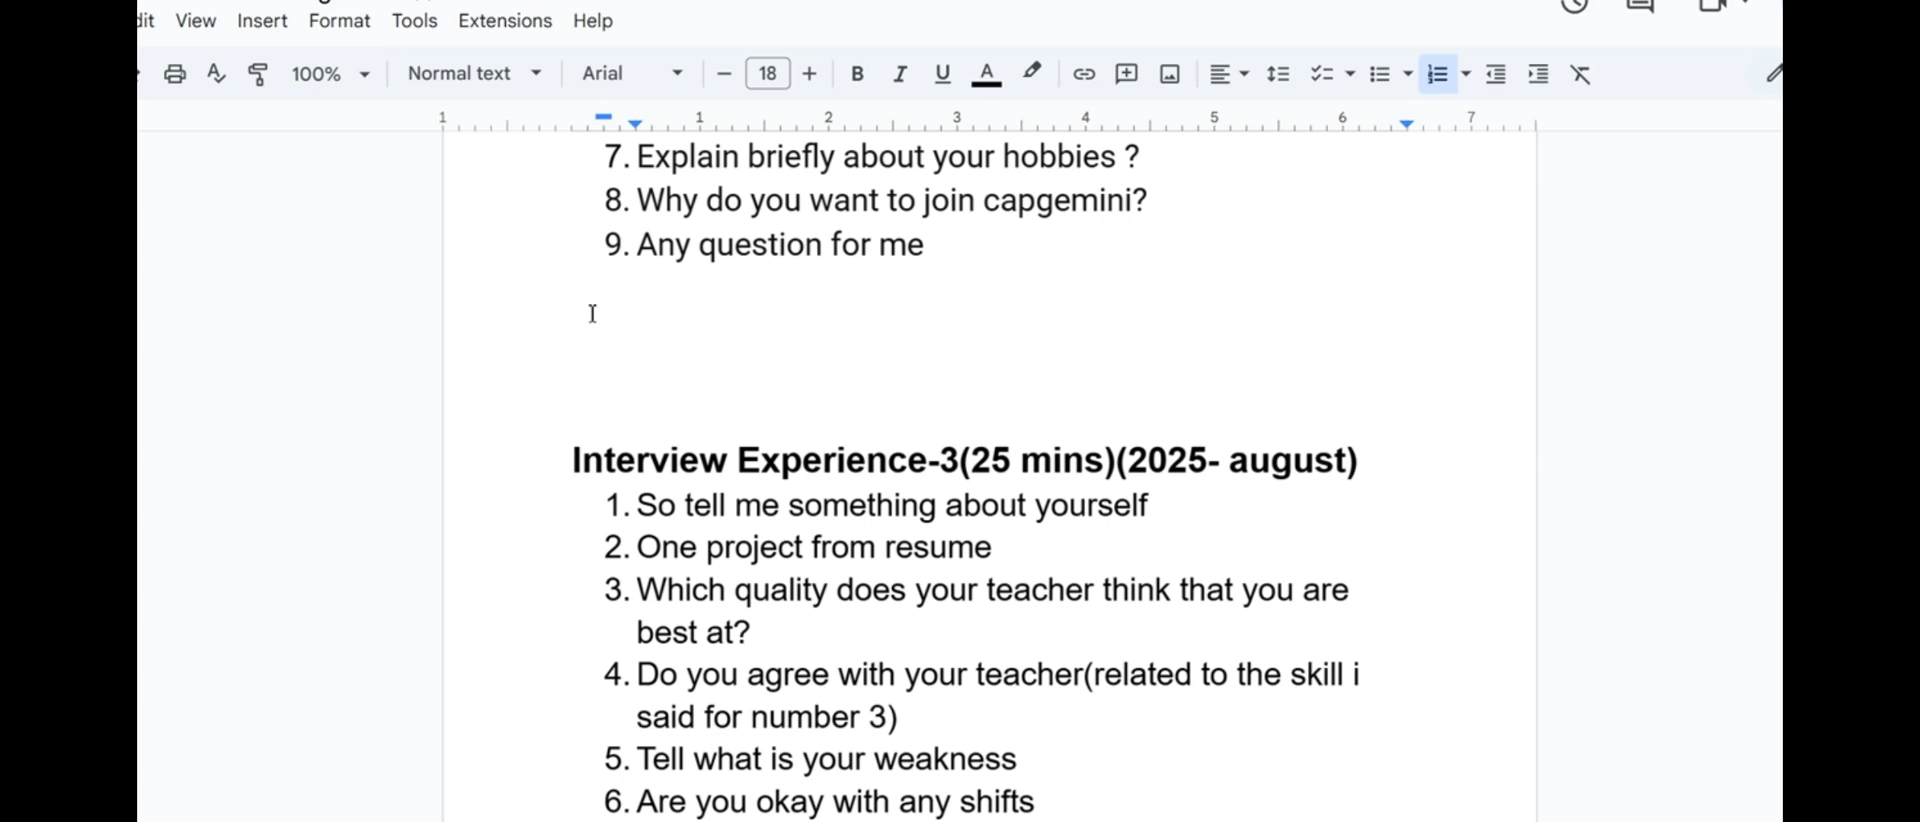 View Insert Format Tools Extensions Help
100% Normal text Arial 18 B I U A
1 1 2 3 4 5 6 7
7. Explain briefly about your hobbies ?
8. Why do you want to join capgemini?
9. Any question for me
Interview Experience-3(25 mins)(2025- august)
1. So tell me something about yourself
2. One project from resume
3. Which quality does your teacher think that you are
best at?
4. Do you agree with your teacher(related to the skill i
said for number 3)
5. Tell what is your weakness
6. Are you okay with any shifts